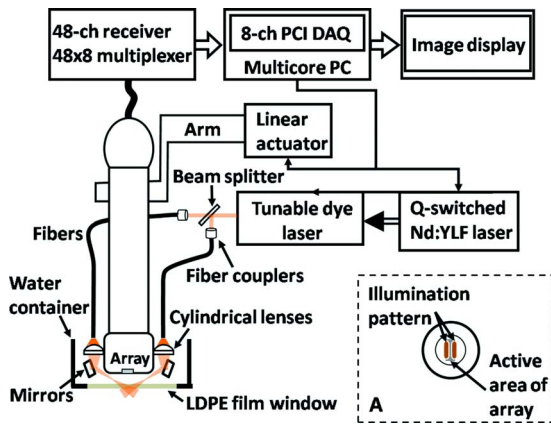 48-ch receiver
48x8 multiplexer
8-ch PCI DAQ
Multicore PC
Image display
Linear
actuator
Arm
Beam splitter
Tunable dye
laser
Q-switched
Nd:YLF laser
Fibers
Fiber couplers
Water
container
Cylindrical lenses
Array
Mirrors
LDPE film window
Illumination
pattern
Active
area of
array
A